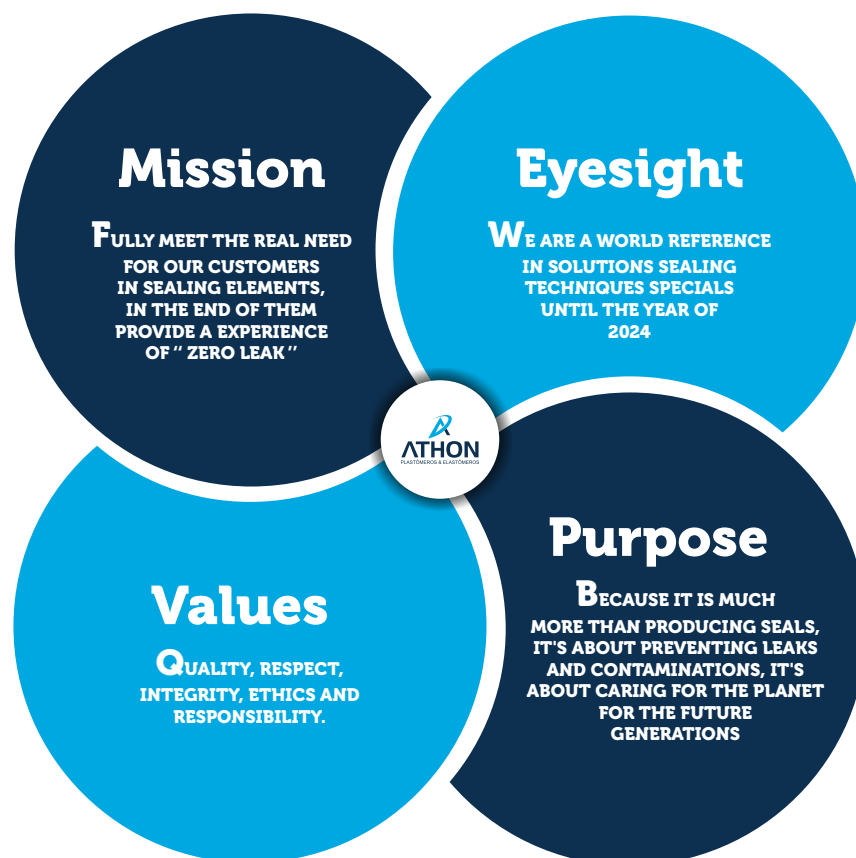 Mission
FULLY MEET THE REAL NEED
FOR OUR CUSTOMERS
IN SEALING ELEMENTS,
IN THE END OF THEM
PROVIDE A EXPERIENCE
OF " ZERO LEAK "
Eyesight
WE ARE A WORLD REFERENCE
IN SOLUTIONS SEALING
TECHNIQUES SPECIALS
UNTIL THE YEAR OF
2024
ATHON
PLASTÔMEROS & ELASTÔMEROS
Values
QUALITY, RESPECT,
INTEGRITY, ETHICS AND
RESPONSIBILITY.
Purpose
BECAUSE IT IS MUCH
MORE THAN PRODUCING SEALS,
IT'S ABOUT PREVENTING LEAKS
AND CONTAMINATIONS, IT'S
ABOUT CARING FOR THE PLANET
FOR THE FUTURE
GENERATIONS